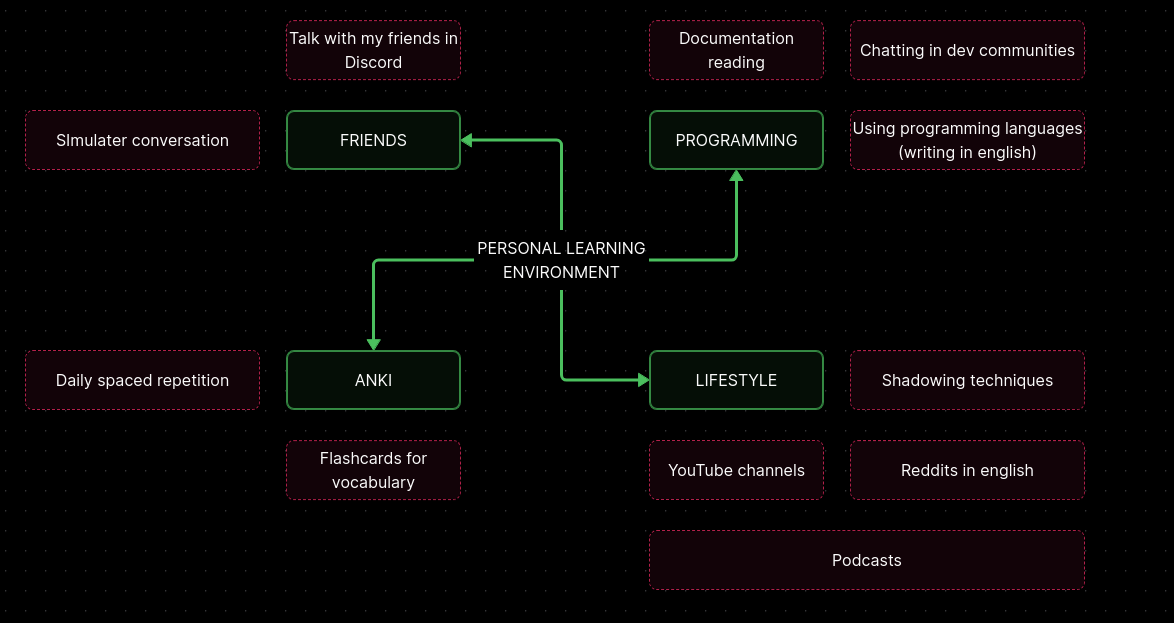 Talk with my friends in
Discord
Documentation
reading
Chatting in dev communities
SImulater conversation
FRIENDS
PROGRAMMING
Using programming languages
(writing in english)
PERSONAL LEARNING
ENVIRONMENT
Daily spaced repetition
ANKI
LIFESTYLE
Shadowing techniques
Flashcards for
vocabulary
YouTube channels
Reddits in english
Podcasts